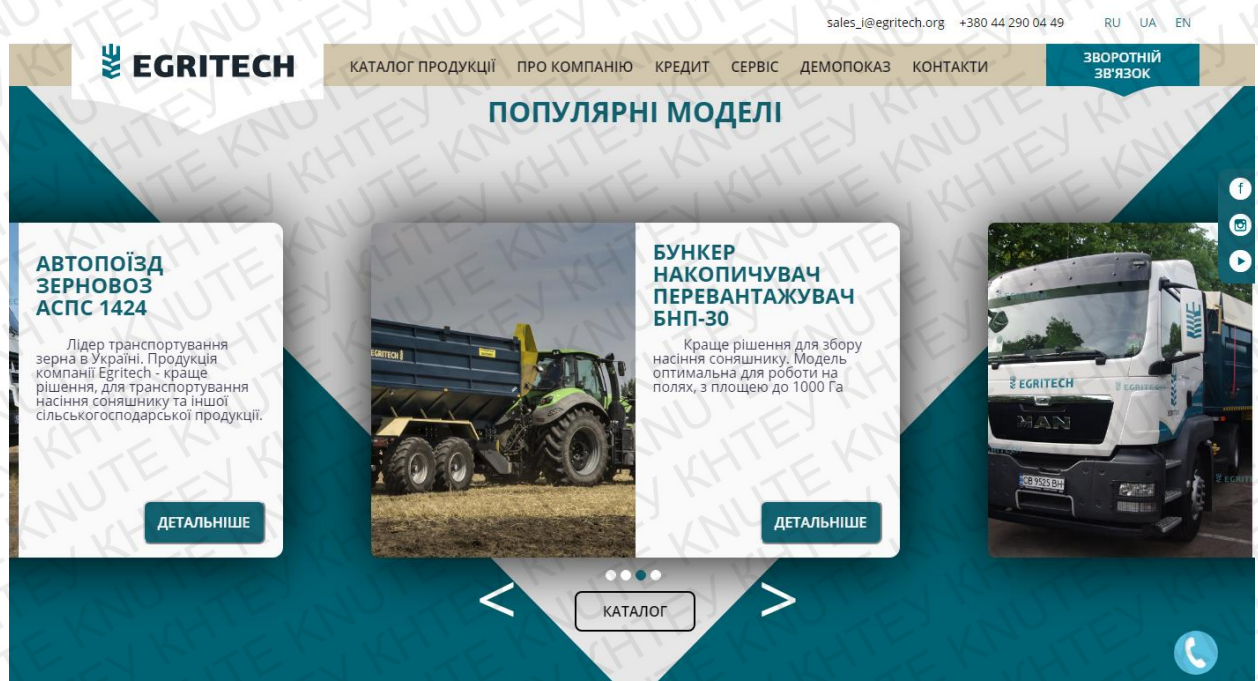 sales_i@egritech.org +380 44 290 04 49 RU UA EN
EGRITECH
КАТАЛОГ ПРОДУКЦІЇ ПРО КОМПАНІЮ КРЕДИТ СЕРВІС ДЕМОПОКАЗ КОНТАКТИ
ЗВОРОТНІЙ
ЗВ'ЯЗОК
ПОПУЛЯРНІ МОДЕЛІ
АВТОПОЇЗД
ЗЕРНОВОЗ
АСПС 1424
Лідер транспортування
зерна в Україні. Продукція
компанії Egritech - краще
рішення, для транспортування
насіння соняшнику та іншої
сільськогосподарської продукції.
ДЕТАЛЬНІШЕ
EGRITECH
БУНКЕР
НАКОПИЧУВАЧ
ПЕРЕВАНТАЖУВАЧ
БНП-30
Краще рішення для збору
насіння соняшнику. Модель
оптимальна для роботи на
полях, з площею до 1000 Га
ДЕТАЛЬНІШЕ
EGRITECH
EGRITECH
MAN
CB 9525 BH
< >
КАТАЛОГ
KNUTE КНТЕУ